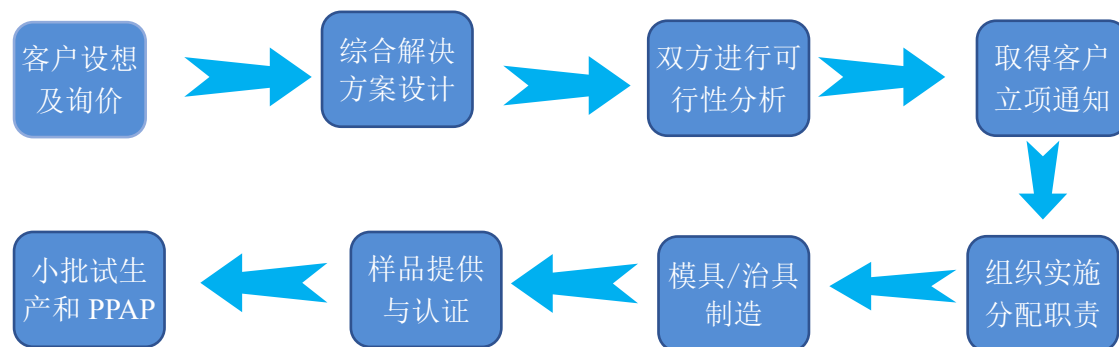 客户设想
及询价
综合解决
方案设计
双方进行可
行性分析
取得客户
立项通知
组织实施
分配职责
模具/治具
制造
样品提供
与认证
小批试生
产和 PPAP